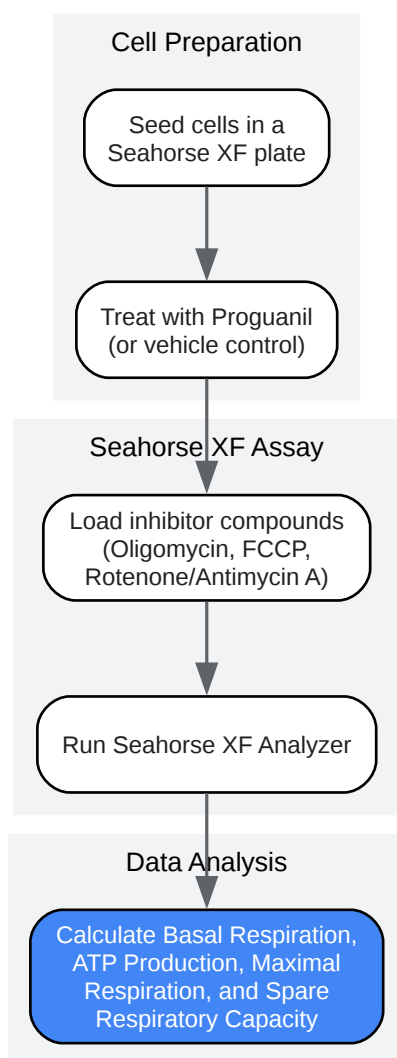 Cell Preparation
Seed cells in a
Seahorse XF plate
Treat with Proguanil
(or vehicle control)
Seahorse XF Assay
Load inhibitor compounds
(Oligomycin, FCCP,
Rotenone/Antimycin A)
Run Seahorse XF Analyzer
Data Analysis
Calculate Basal Respiration,
ATP Production, Maximal
Respiration, and Spare
Respiratory Capacity